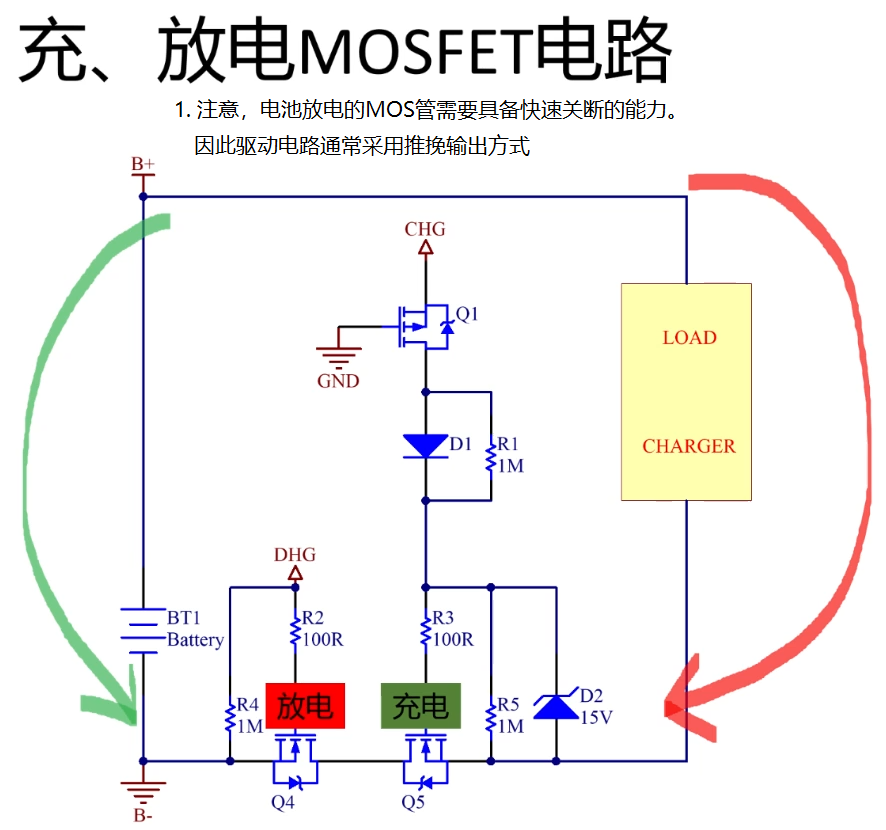 充、放电MOSFET电路
1. 注意，电池放电的MOS管需要具备快速关断的能力。
因此驱动电路通常采用推挽输出方式
B+
CHG
Q1
GND
LOAD
D1
R1
1M
CHARGER
DHG
BT1
Battery
R2
100R
R3
100R
R4
1M
放电
充电
R5
1M
D2
15V
Q4
Q5
B-